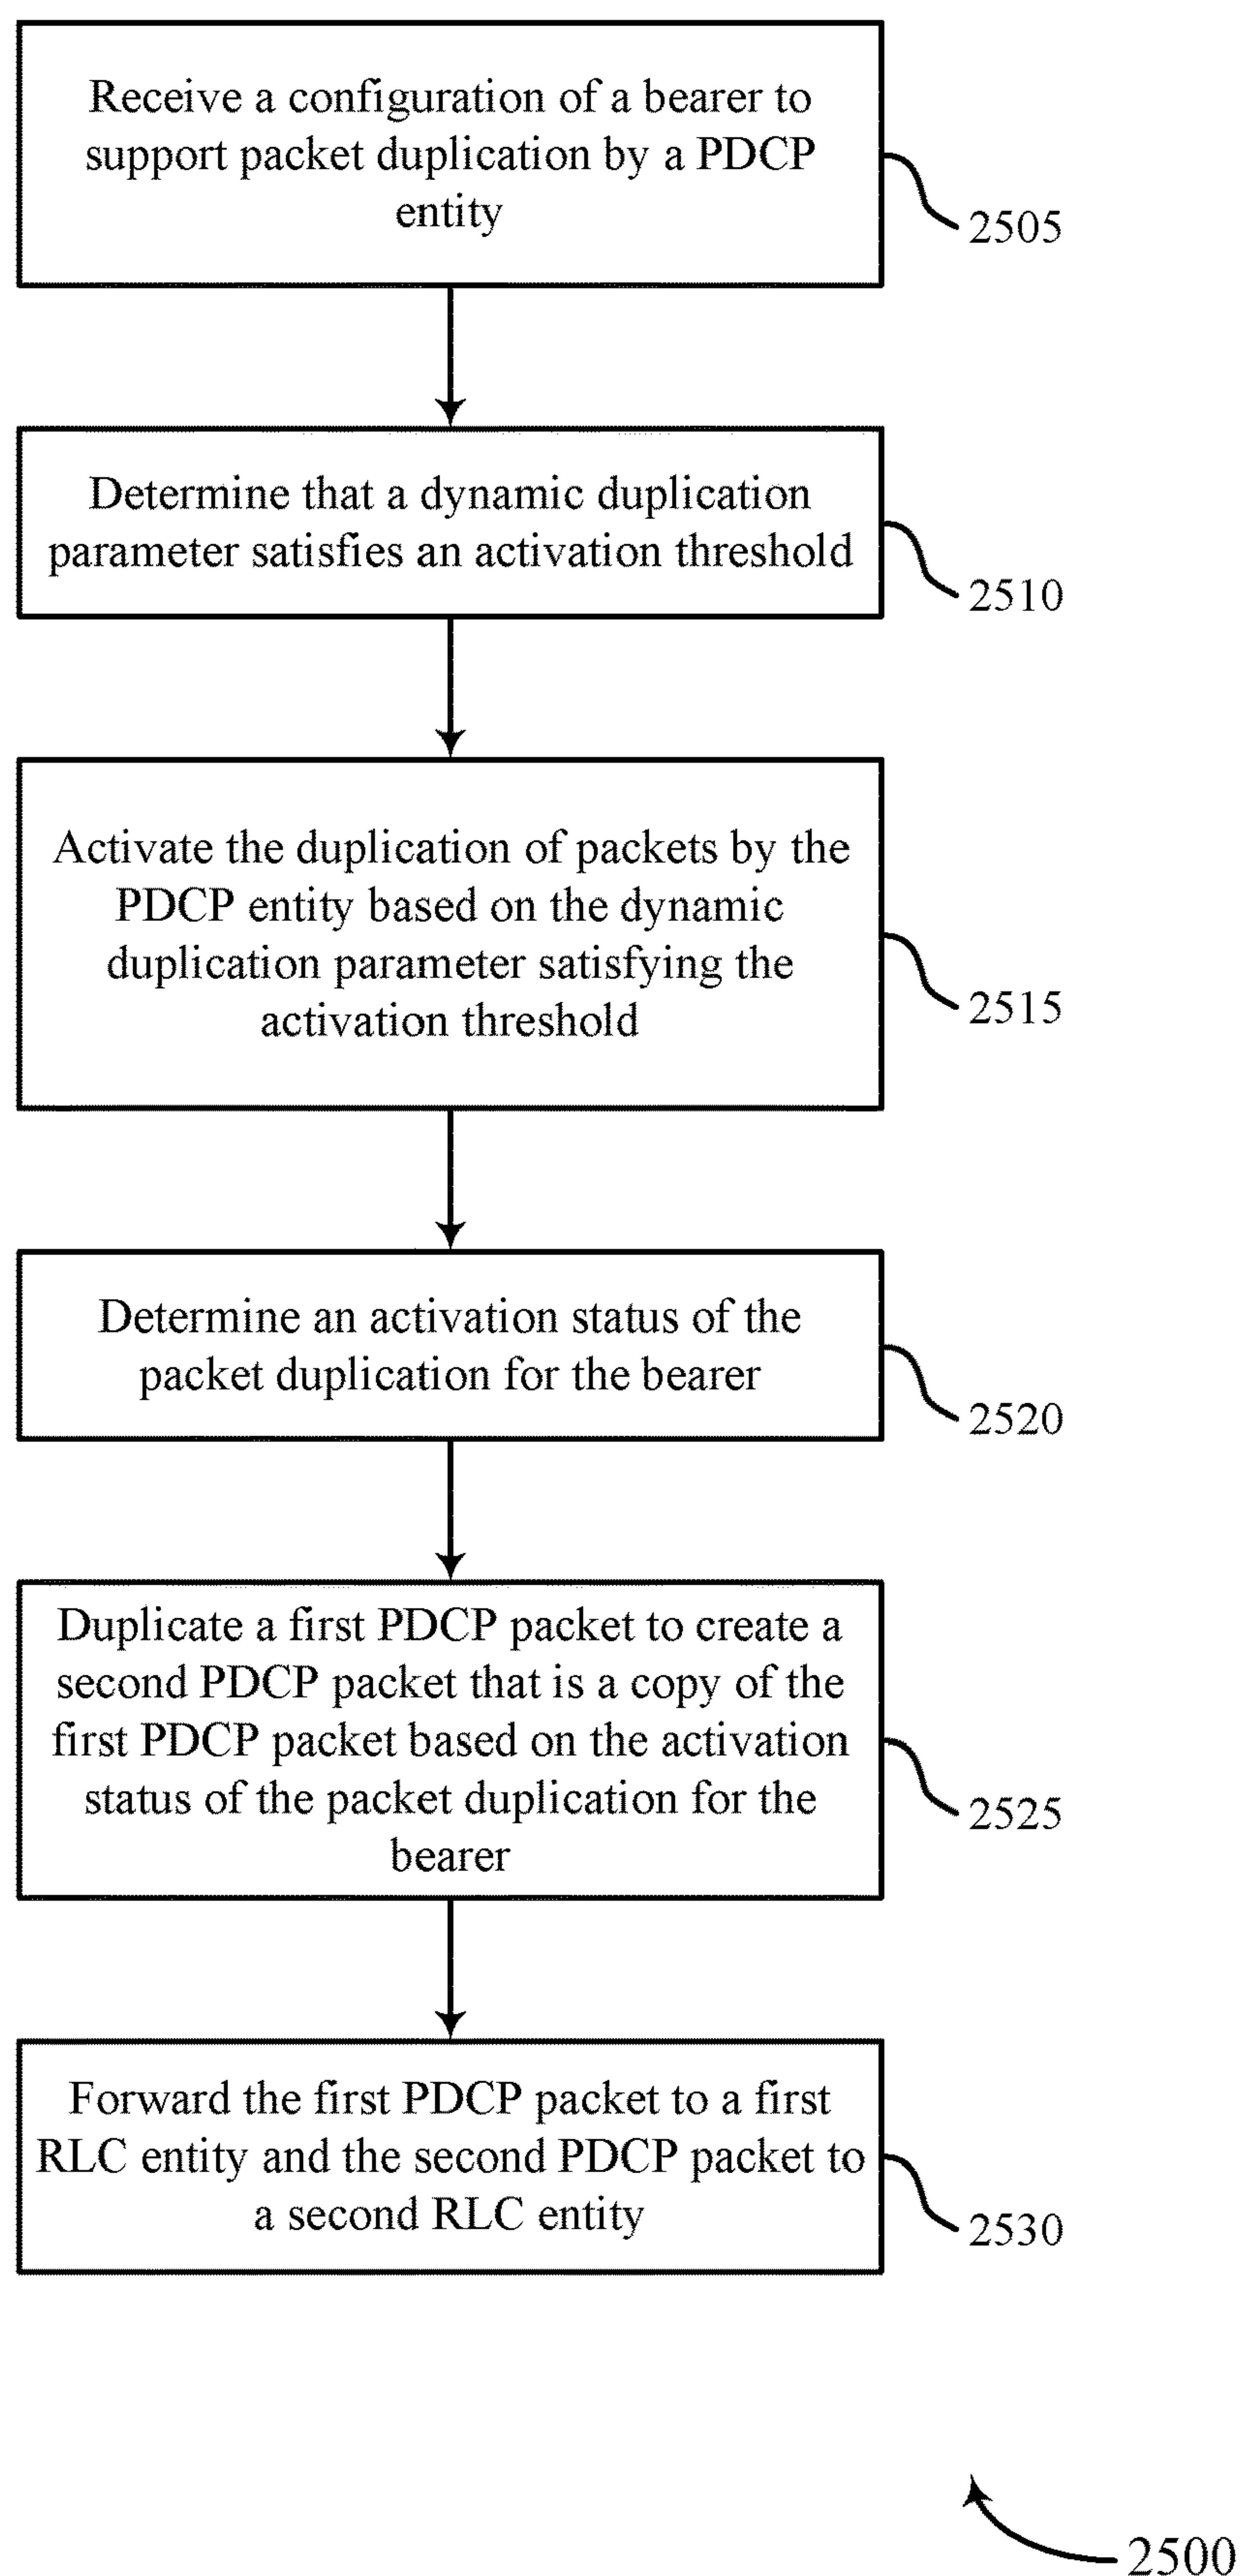 Receive a configuration of a bearer to
support packet duplication by a PDCP
entity
2505
Determine that a dynamic duplication
parameter satisfies an activation threshold
2510
Activate the duplication of packets by the
PDCP entity based on the dynamic
duplication parameter satisfying the
activation threshold
2515
Determine an activation status of the
packet duplication for the bearer
2520
Duplicate a first PDCP packet to create a
second PDCP packet that is a copy of the
first PDCP packet based on the activation
status of the packet duplication for the
bearer
2525
Forward the first PDCP packet to a first
RLC entity and the second PDCP packet to
a second RLC entity
2530
2500